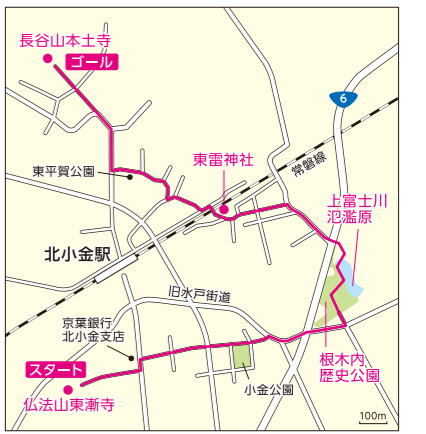 長谷山本土寺
ゴール
6
東雷神社
常磐線
東平賀公園
上富士川
氾濫原
北小金駅
旧水戸街道
京葉銀行
北小金支店
スタート
仏法山東漸寺
小金公園
根木内
歴史公園
100m